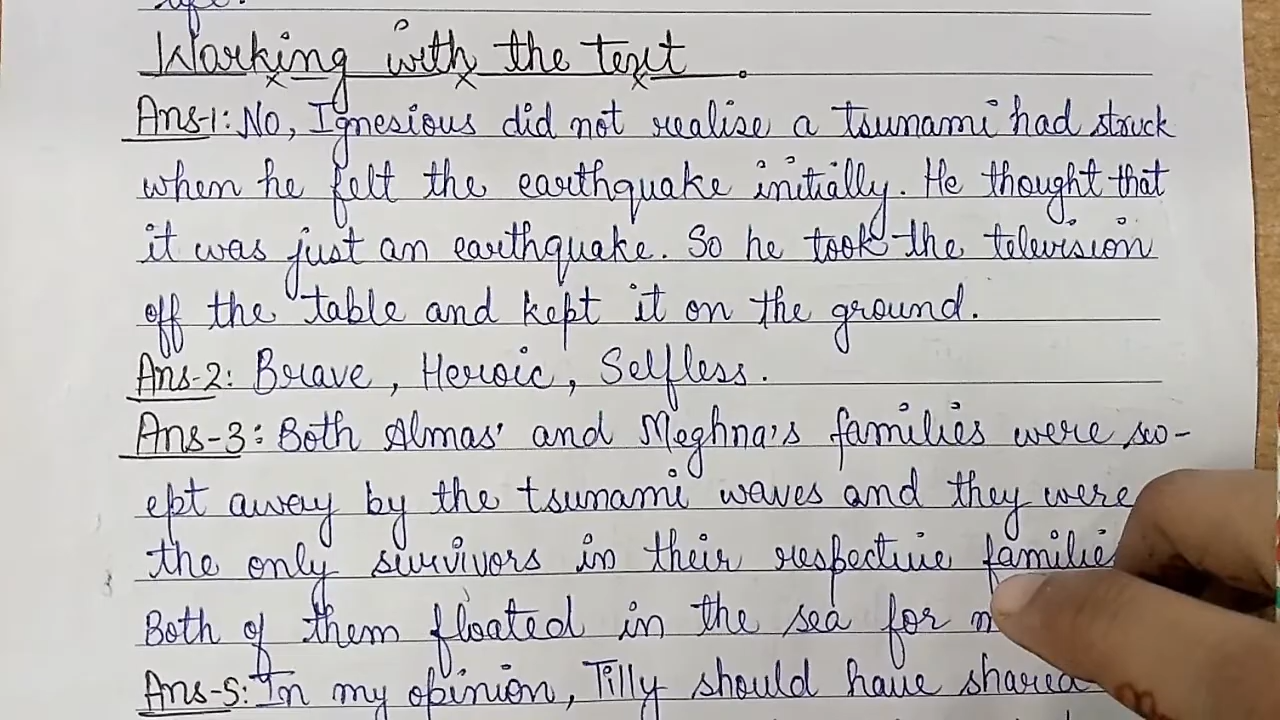 life.
Working with the text.
Ans-1: No, Ignesious did not realise a tsunami had struck
when he felt the earthquake initially. He thought that
it was just an earthquake. So he took the television
off the table and kept it on the ground.
Ans-2: Brave, Heroic, Selfless.
Ans-3: Both Almas' and Meghna's families were sw-
ept away by the tsunami waves and they were
the only survivors in their respective
Both of them floated in the sea for
Ans-5: In my opinion, Tilly should have shared